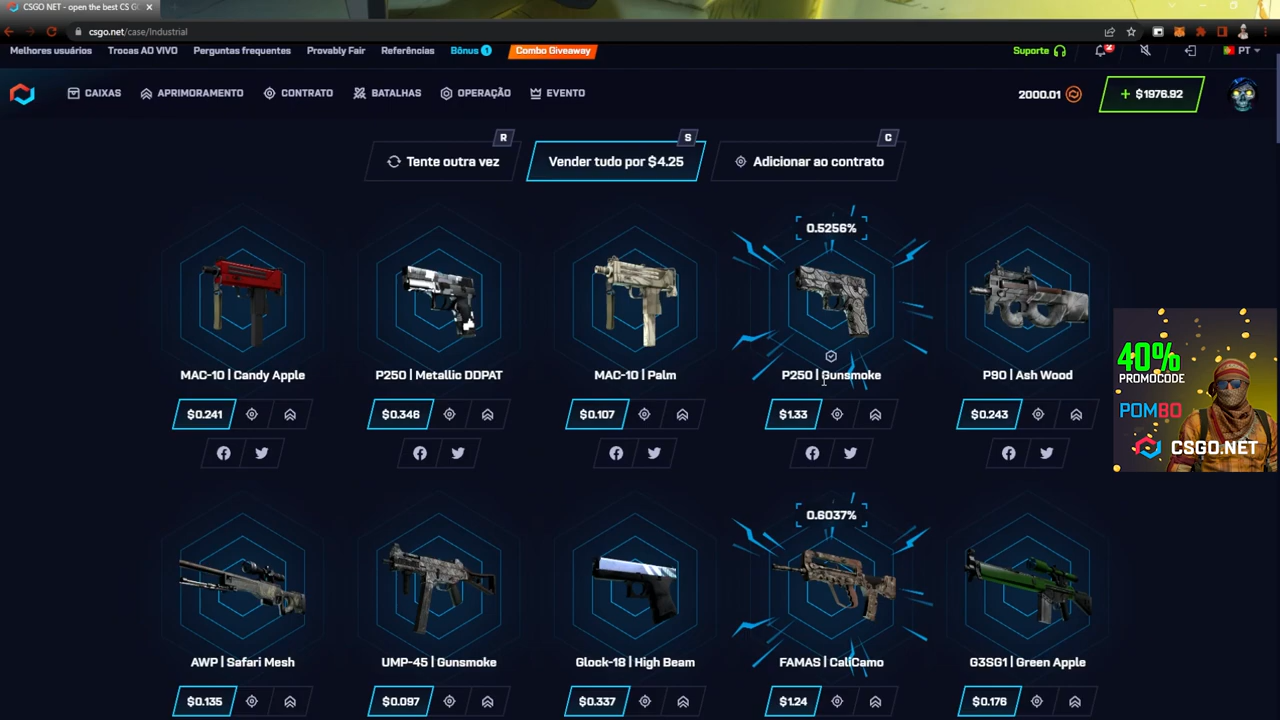 CSGO.NET - open the best CS G
csgo.net/case/Industrial
Melhores usuários Trocas AO VIVO Perguntas frequentes Provably Fair Referências Bônus 1 Combo Giveaway Suporte 2 PT
CAIXAS APRIMORAMENTO CONTRATO BATALHAS OPERAÇÃO EVENTO 2000.01 + $1976.92
R S C
Tente outra vez Vender tudo por $4.25 Adicionar ao contrato
0.5256%
MAC-10 | Candy Apple P250 | Metallic DDPAT MAC-10 | Palm P250 | Gunsmoke P90 | Ash Wood
$0.241 $0.346 $0.107 $1.33 $0.243
40%
PROMOCODE
POMBO
CSGO.NET
0.6037%
AWP | Safari Mesh UMP-45 | Gunsmoke Glock-18 | High Beam FAMAS | CaliCamo G3SG1 | Green Apple
$0.135 $0.097 $0.337 $1.24 $0.176